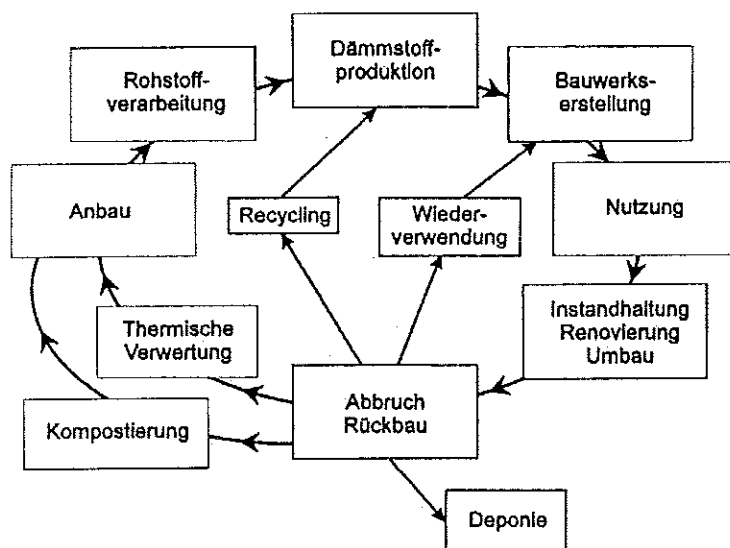 Dämmstoff-
produktion
Rohstoff-
verarbeitung
Bauwerks-
erstellung
Anbau
Recycling
Wieder-
verwendung
Nutzung
Thermische
Verwertung
Instandhaltung
Renovierung
Umbau
Abbruch
Rückbau
Kompostierung
Deponie